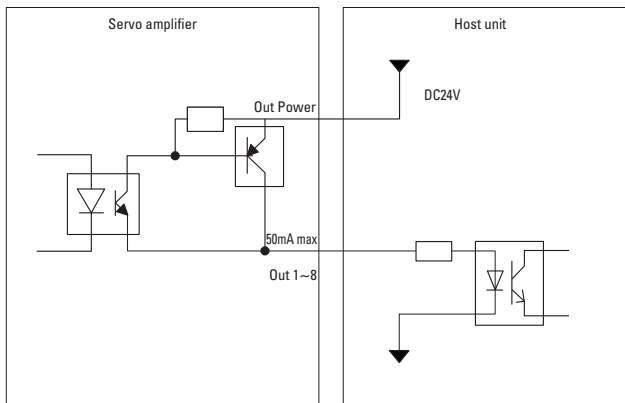 Servo amplifier
Host unit
Out Power
DC24V
50mA max
Out 1~8